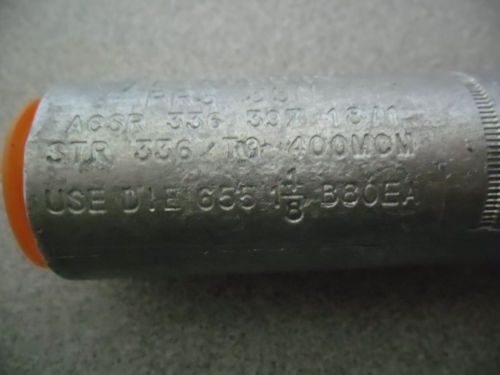 ACSR 336 397 18/1
STR 336 TO 400MCM
USE DIE 655 1 1/8 B80EA